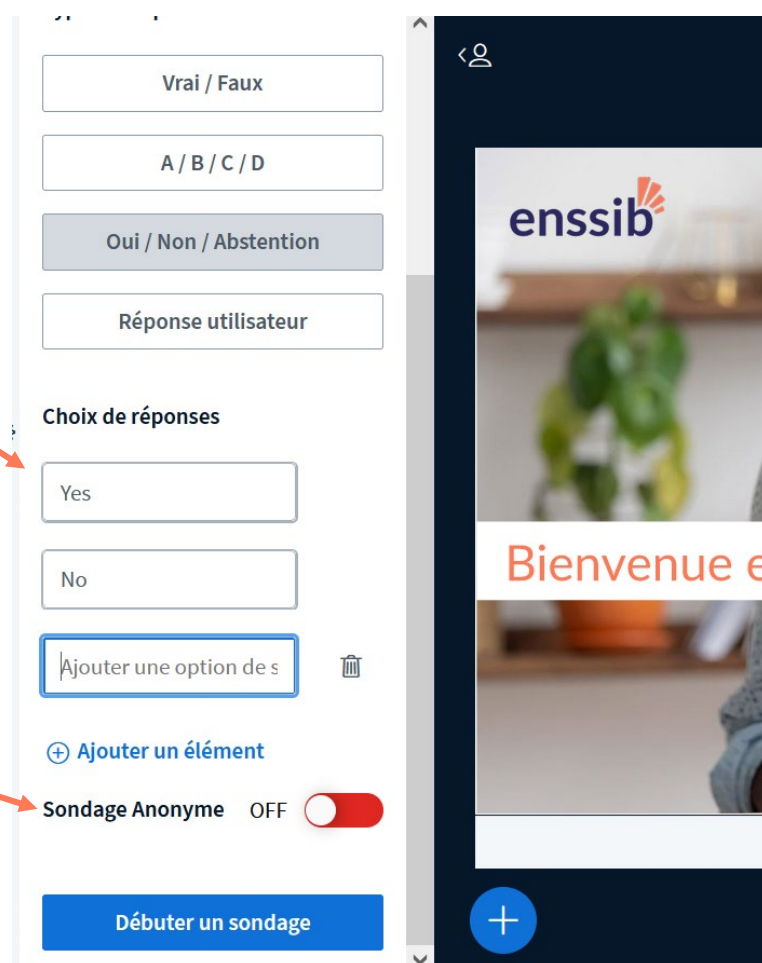 Vrai / Faux
A / B / C / D
Oui / Non / Abstention
Réponse utilisateur
Choix de réponses
Yes
No
Ajouter une option de s
Ajouter un élément
Sondage Anonyme OFF
Débuter un sondage
enssib
Bienvenue e